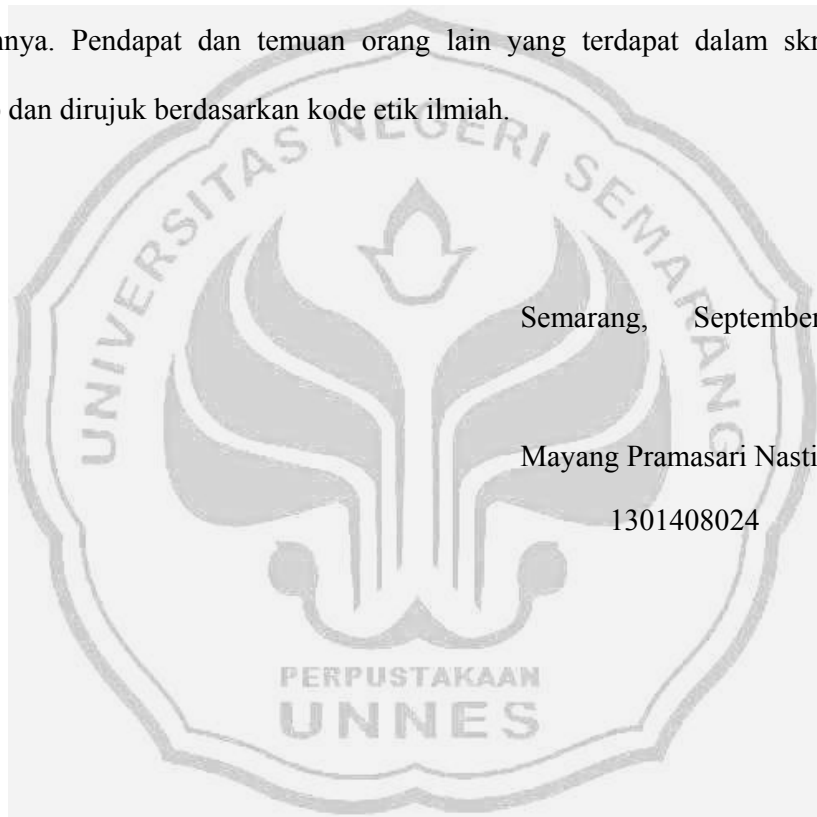 nnya. Pendapat dan temuan orang lain yang terdapat dalam skr
dan dirujuk berdasarkan kode etik ilmiah.
UNIVERSITAS NEGERI SEMARANG
Semarang, September
Mayang Pramasari Nasti
1301408024
PERPUSTAKAAN
UNNES